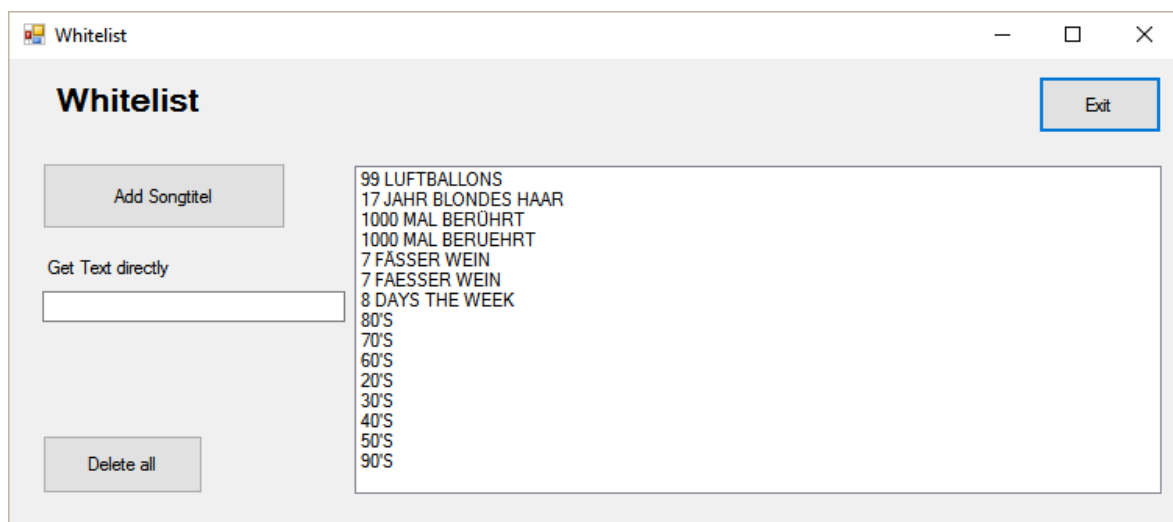 Whitelist
Whitelist
Exit
Add Songtitel
Get Text directly
Delete all
99 LUFTBALLONS
17 JAHR BLONDES HAAR
1000 MAL BERÜHRT
1000 MAL BERUEHRT
7 FÄSSER WEIN
7 FAESSER WEIN
8 DAYS THE WEEK
80'S
70'S
60'S
20'S
30'S
40'S
50'S
90'S